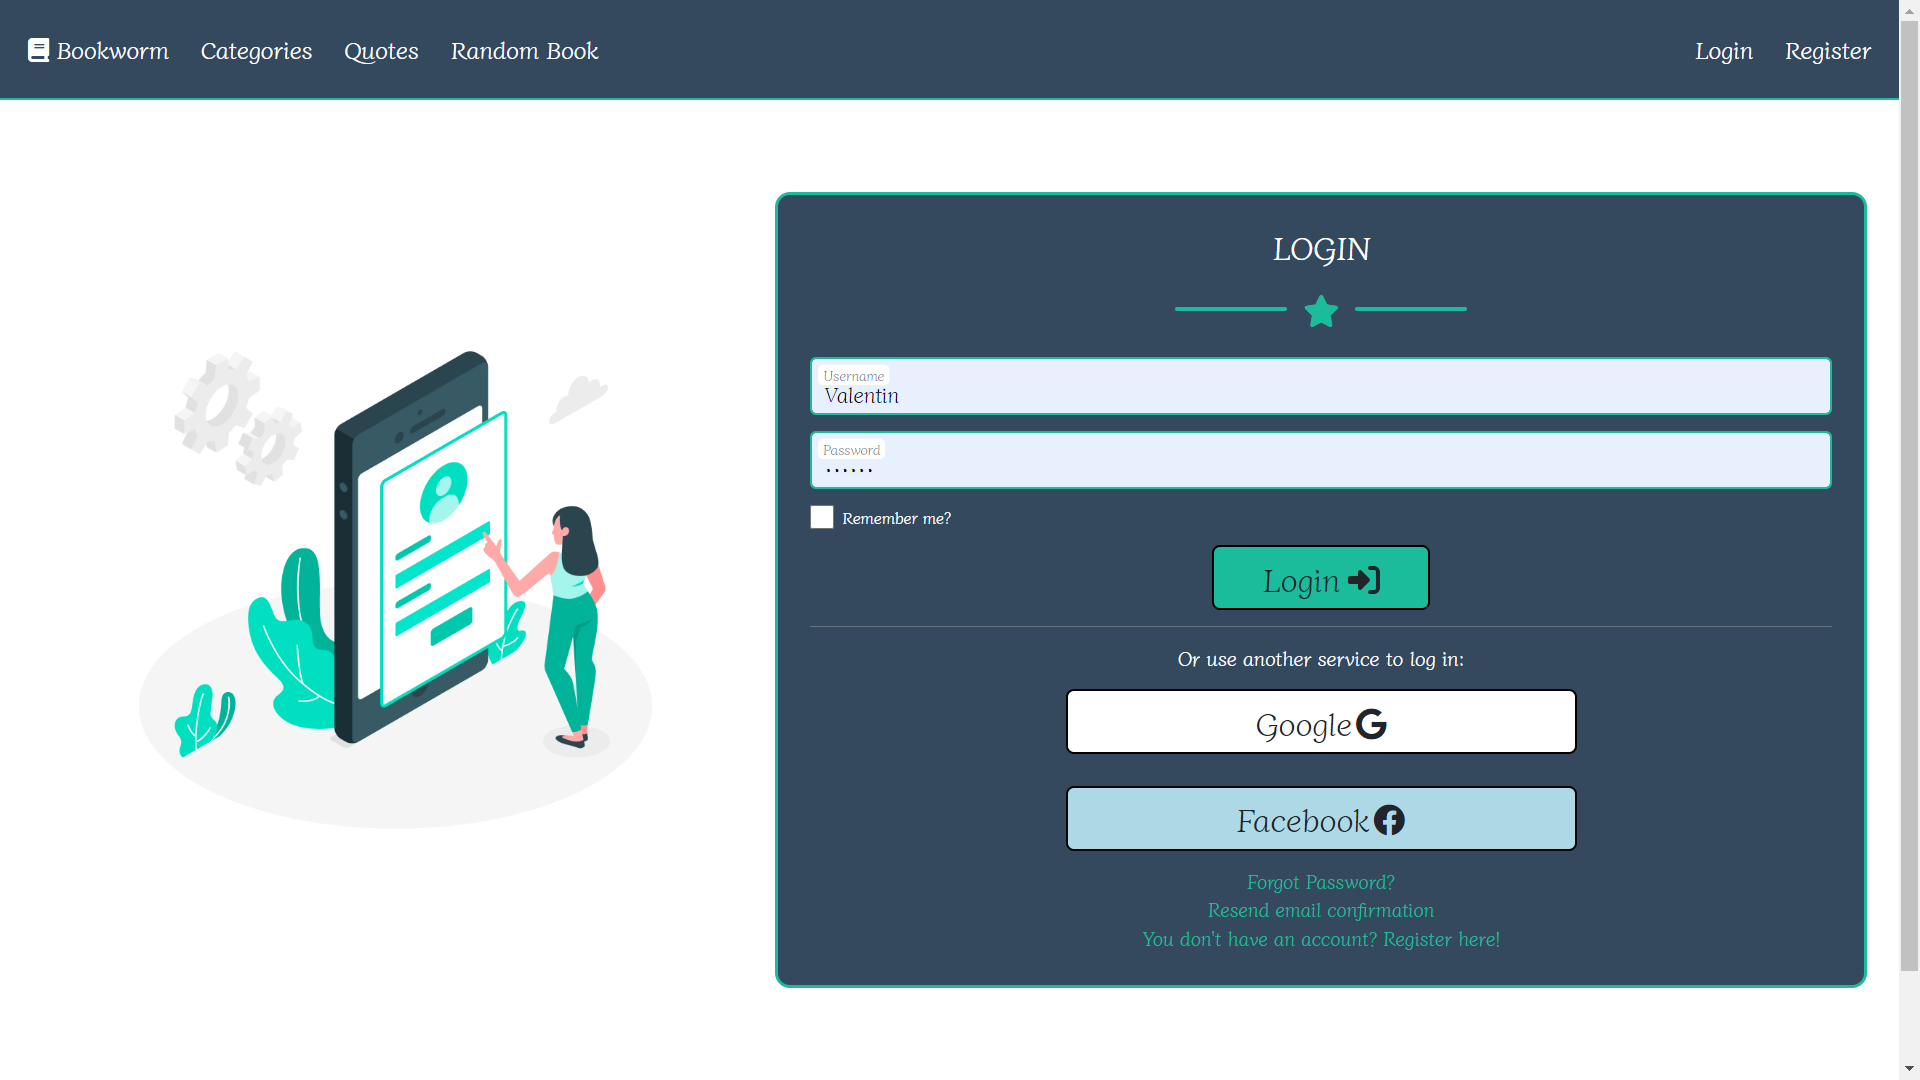 Bookworm Categories Quotes Random Book Login Register
LOGIN
Username
Valentin
Password
······
Remember me?
Login
Or use another service to log in:
Google
Facebook
Forgot Password?
Resend email confirmation
You don't have an account? Register here!